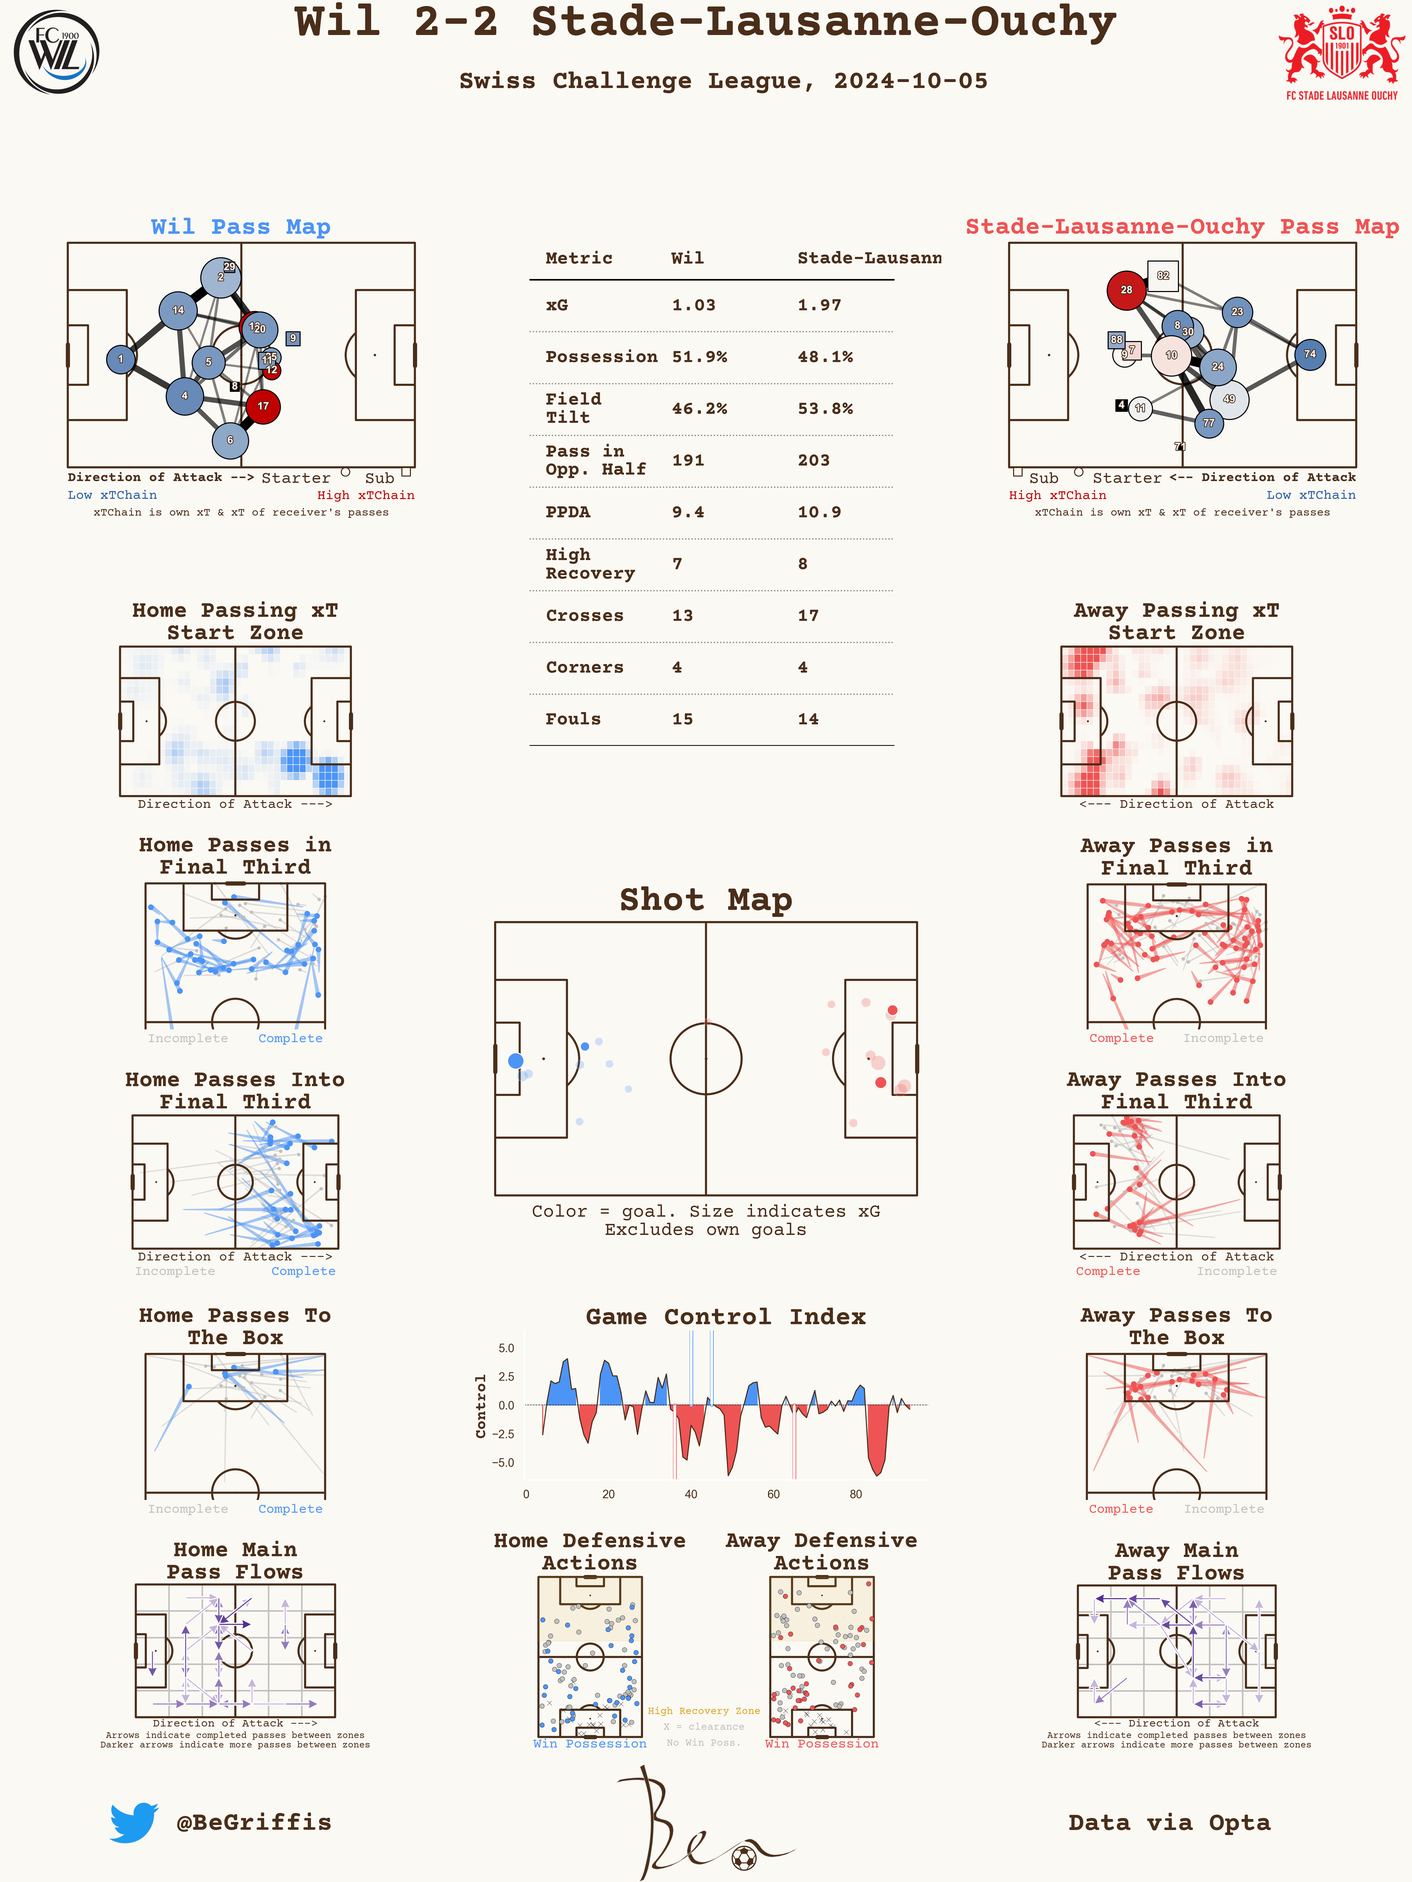 Wil 2-2 Stade-Lausanne-Ouchy
Swiss Challenge League, 2024-10-05
FC 1900
WIL
SLO
1901
FC STADE LAUSANNE OUCHY
Wil Pass Map
29
2
14
20
9
1
5
11
12
8
4
17
6
Direction of Attack --> Starter Sub
Low xTChain High xTChain
xTChain is own xT & xT of receiver's passes
Metric Wil Stade-Lausann
xG 1.03 1.97
Possession 51.9% 48.1%
Field
Tilt 46.2% 53.8%
Pass in
Opp. Half 191 203
PPDA 9.4 10.9
High
Recovery 7 8
Crosses 13 17
Corners 4 4
Fouls 15 14
Stade-Lausanne-Ouchy Pass Map
82
28
23
8
30
88
9
7
10
74
24
49
4
11
77
71
Sub Starter <-- Direction of Attack
High xTChain Low xTChain
xTChain is own xT & xT of receiver's passes
Home Passing xT
Start Zone
Direction of Attack --->
Away Passing xT
Start Zone
<--- Direction of Attack
Home Passes in
Final Third
Incomplete Complete
Away Passes in
Final Third
Complete Incomplete
Shot Map
Color = goal. Size indicates xG
Excludes own goals
Home Passes Into
Final Third
Direction of Attack --->
Incomplete Complete
Away Passes Into
Final Third
<--- Direction of Attack
Complete Incomplete
Home Passes To
The Box
Incomplete Complete
Game Control Index
Control
5.0
2.5
0.0
−2.5
−5.0
0 20 40 60 80
Away Passes To
The Box
Complete Incomplete
Home Main
Pass Flows
Direction of Attack --->
Arrows indicate completed passes between zones
Darker arrows indicate more passes between zones
Home Defensive
Actions
Win Possession
High Recovery Zone
X = clearance
No Win Poss.
Away Defensive
Actions
Win Possession
Away Main
Pass Flows
<--- Direction of Attack
Arrows indicate completed passes between zones
Darker arrows indicate more passes between zones
@BeGriffis
Ben
Data via Opta